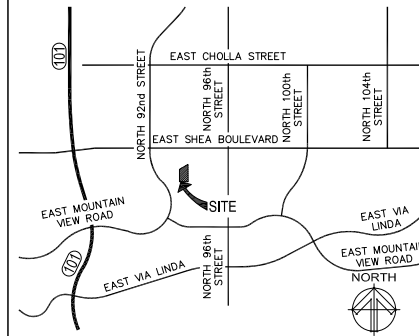 101
EAST CHOLLA STREET
NORTH 92nd STREET
NORTH 96th
STREET
NORTH 100th
STREET
NORTH 104th
STREET
EAST SHEA BOULEVARD
SITE
EAST MOUNTAIN
VIEW ROAD
EAST VIA
LINDA
EAST MOUNTAIN
VIEW ROAD
101
EAST VIA LINDA
NORTH 96th
STREET
NORTH